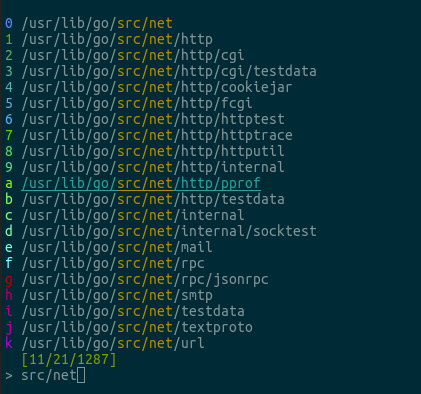 0 /usr/lib/go/src/net
1 /usr/lib/go/src/net/http
2 /usr/lib/go/src/net/http/cgi
3 /usr/lib/go/src/net/http/cgi/testdata
4 /usr/lib/go/src/net/http/cookiejar
5 /usr/lib/go/src/net/http/fcgi
6 /usr/lib/go/src/net/http/httptest
7 /usr/lib/go/src/net/http/httptrace
8 /usr/lib/go/src/net/http/httputil
9 /usr/lib/go/src/net/http/internal
a /usr/lib/go/src/net/http/pprof
b /usr/lib/go/src/net/http/testdata
c /usr/lib/go/src/net/internal
d /usr/lib/go/src/net/internal/socktest
e /usr/lib/go/src/net/mail
f /usr/lib/go/src/net/rpc
g /usr/lib/go/src/net/rpc/jsonrpc
h /usr/lib/go/src/net/smtp
i /usr/lib/go/src/net/testdata
j /usr/lib/go/src/net/textproto
k /usr/lib/go/src/net/url
[11/21/1287]
> src/net